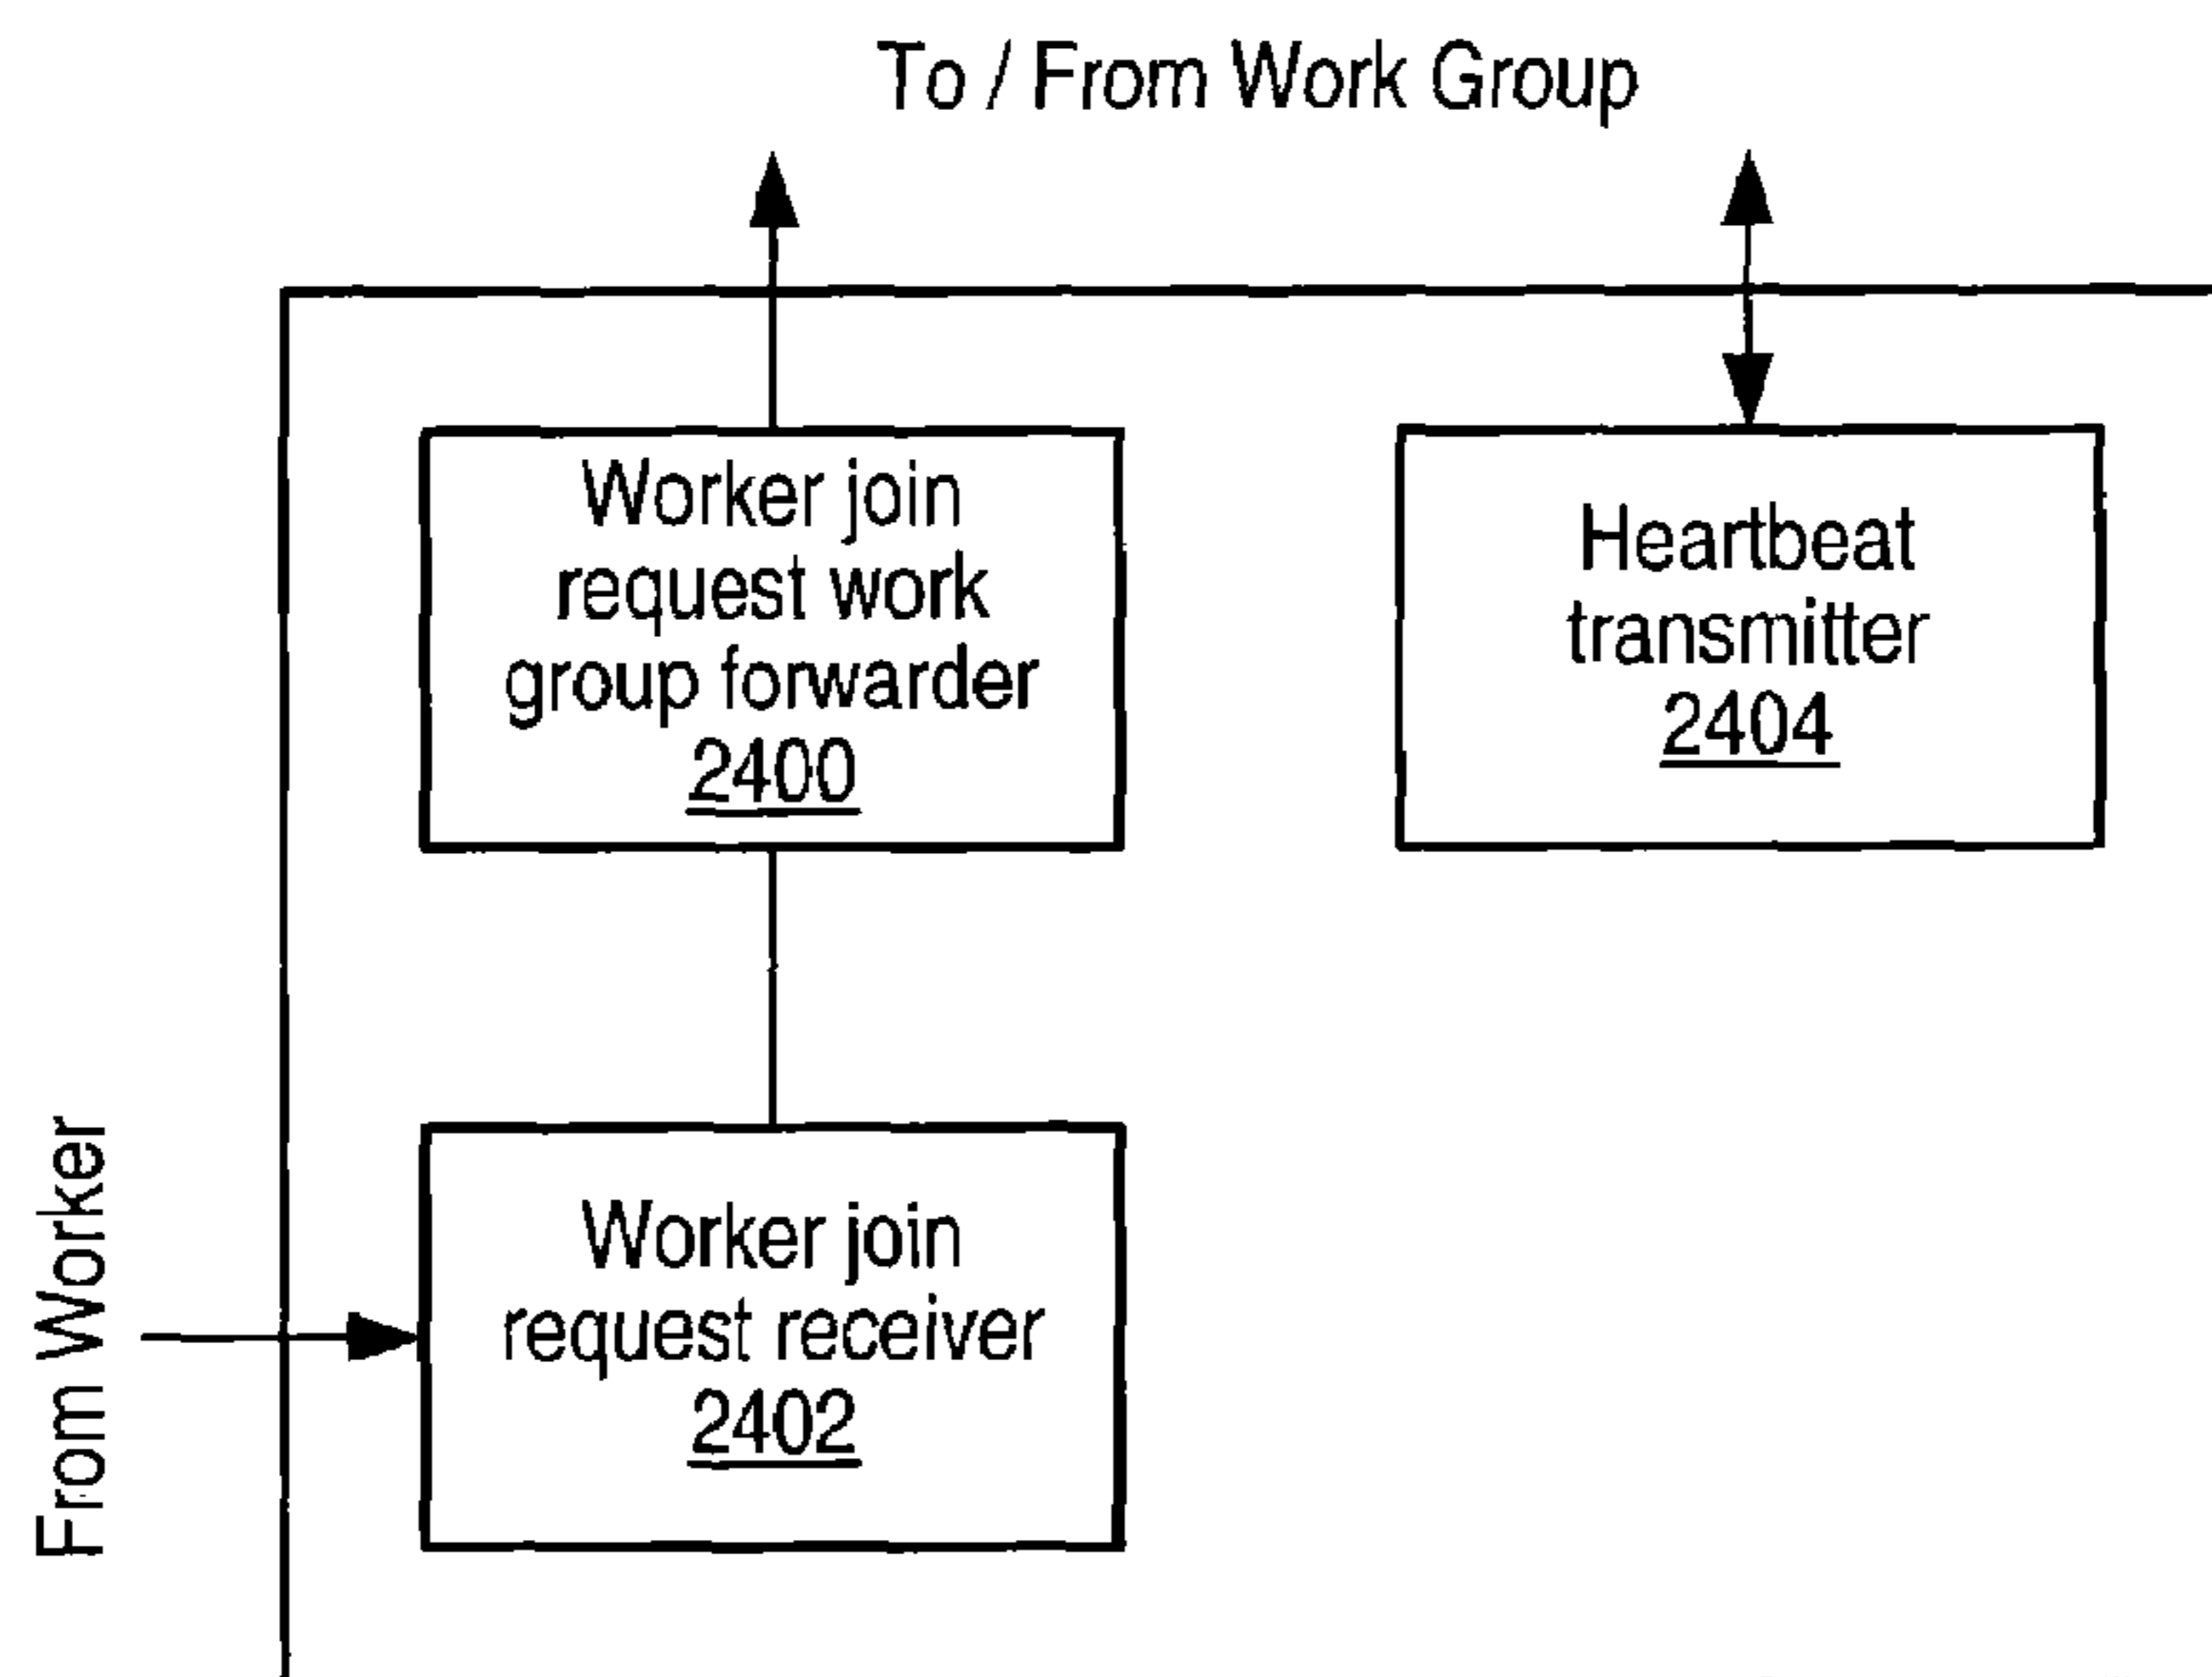 To / From Work Group
Worker join
request work
group forwarder
2400
Heartbeat
transmitter
2404
From Worker
Worker join
request receiver
2402